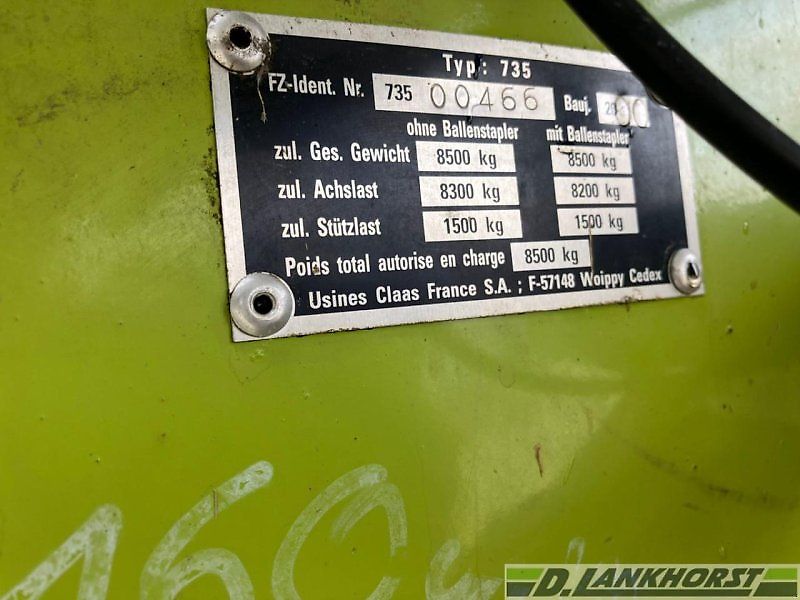 Typ: 735
FZ-Ident. Nr. 735 00466 Bauj.
ohne Ballenstapler mit Ballenstapler
zul. Ges. Gewicht 8500 kg 8500 kg
zul. Achslast 8300 kg 8200 kg
zul. Stützlast 1500 kg 1500 kg
Poids total autorise en charge 8500 kg
Usines Claas France S.A. ; F-57148 Woippy Cedex
160
D. LANKHORST